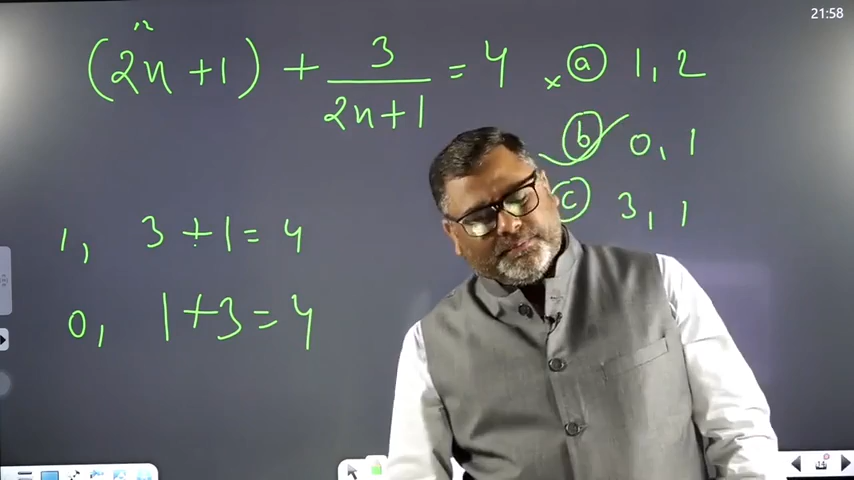 21:58
(2x+1) + 3/2x+1 = 4
× ⓐ 1, 2
ⓑ 0, 1
ⓒ 3, 1
1, 3+1=4
0, 1+3=4